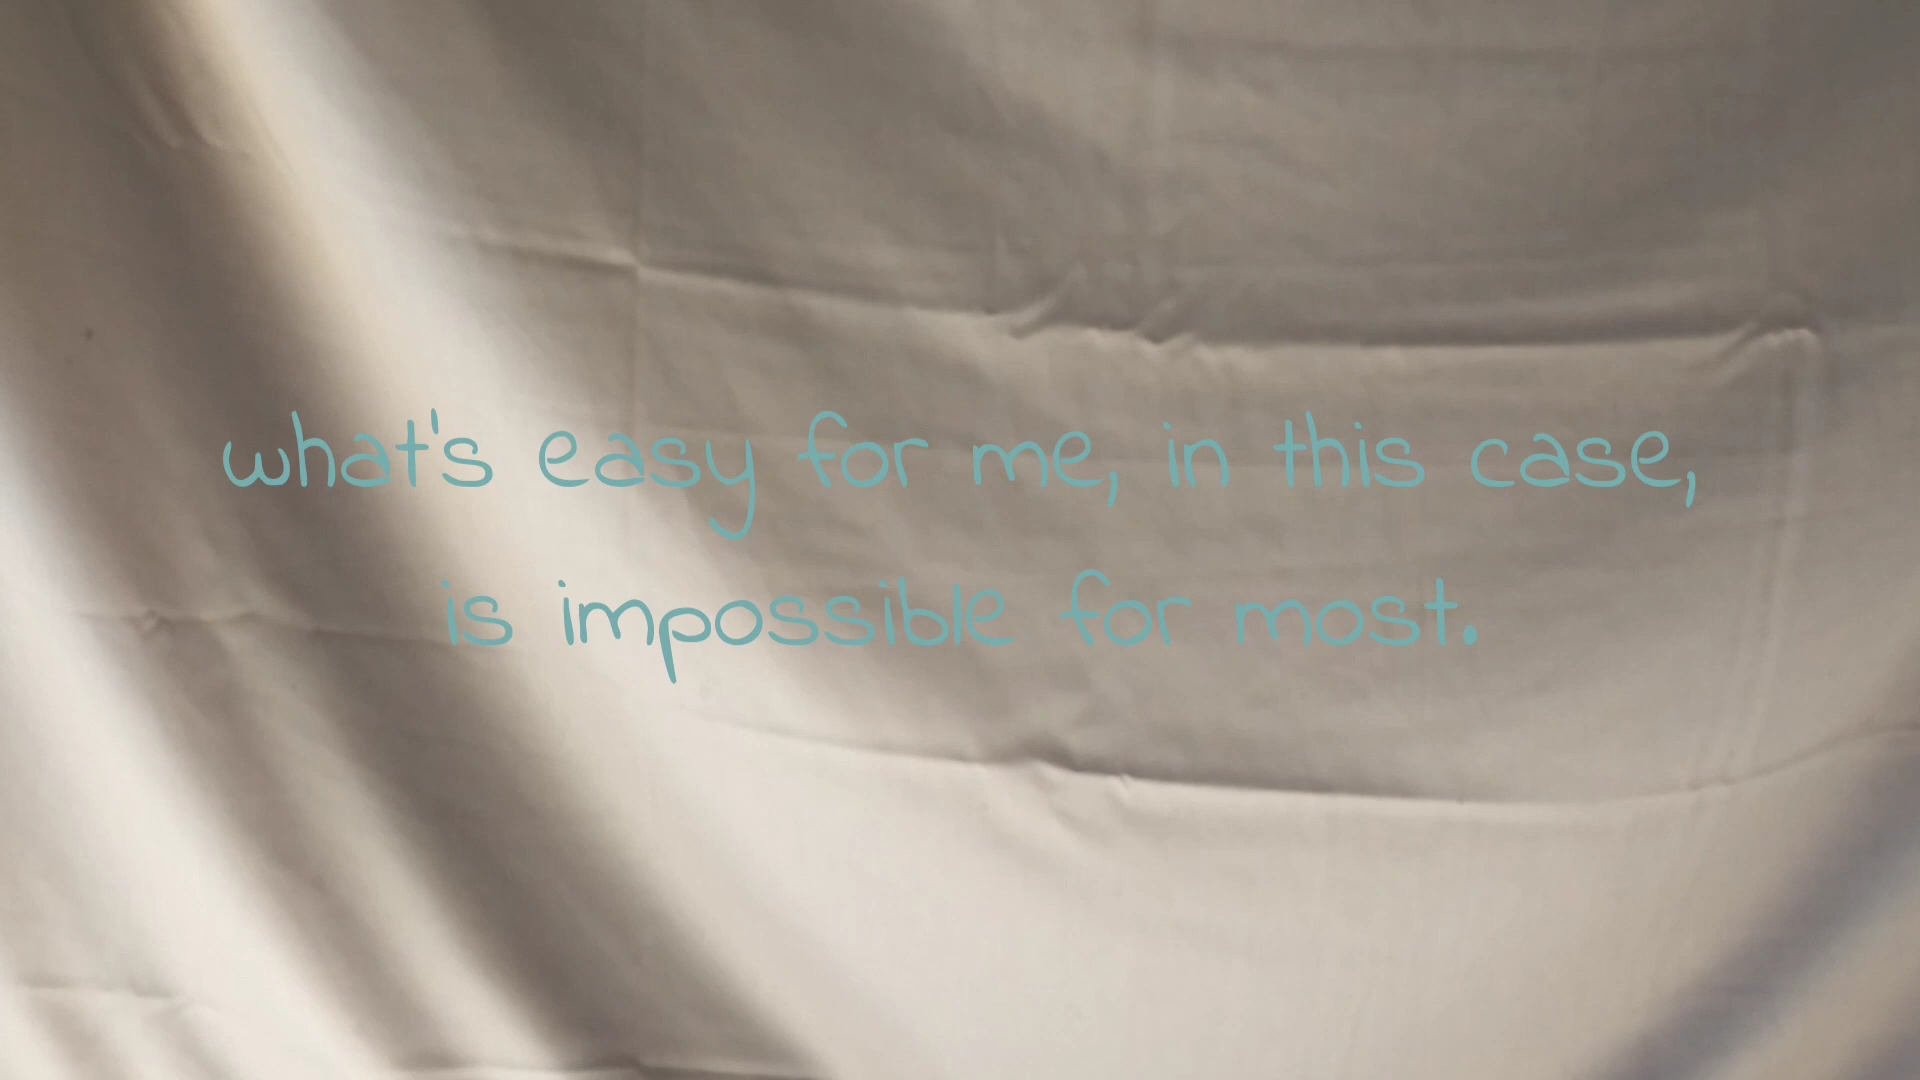 what's easy for me, in this case,
is impossible for most.